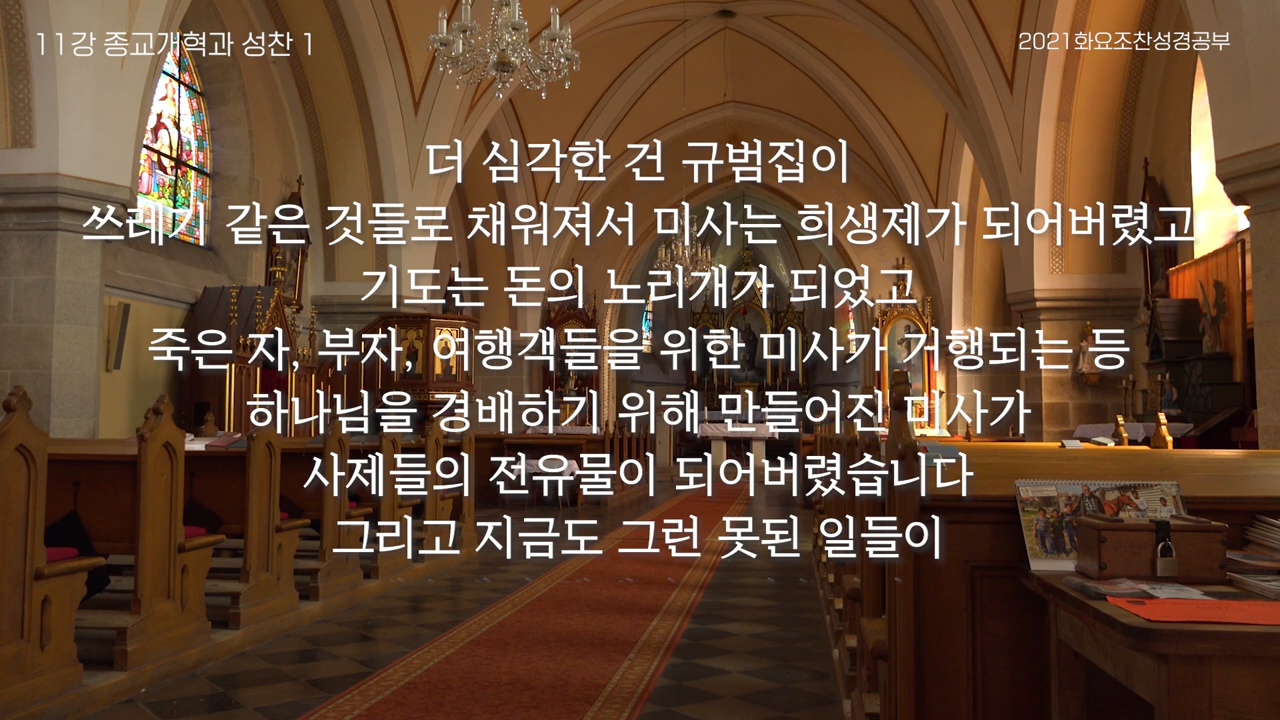 11강 종교개혁과 성찬 1
2021화요조찬성경공부
더 심각한 건 규범집이
쓰레기 같은 것들로 채워져서 미사는 희생제가 되어버렸고
기도는 돈의 노리개가 되었고
죽은 자, 부자, 여행객들을 위한 미사가 거행되는 등
하나님을 경배하기 위해 만들어진 미사가
사제들의 전유물이 되어버렸습니다
그리고 지금도 그런 못된 일들이